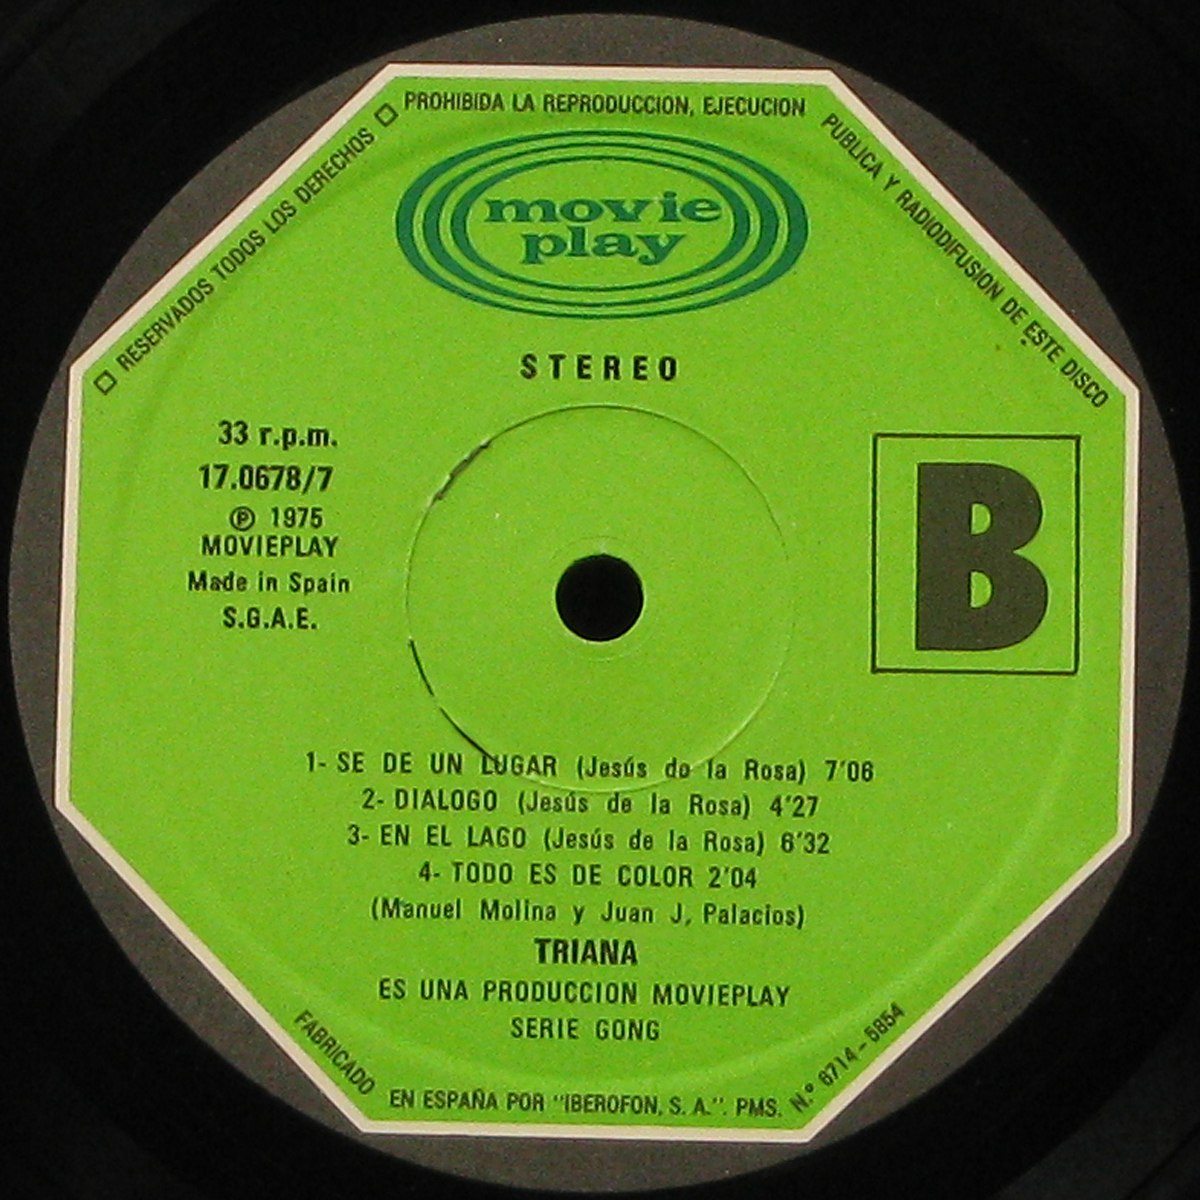 □ RESERVADOS TODOS LOS DERECHOS □ PROHIBIDA LA REPRODUCCION, EJECUCION PUBLICA Y RADIODIFUSION DE ESTE DISCO
movie
play
STEREO
33 r.p.m.
17.0678/7
℗ 1975
MOVIEPLAY
Made in Spain
S.G.A.E.
B
1- SE DE UN LUGAR (Jesús de la Rosa) 7'06
2- DIALOGO (Jesús de la Rosa) 4'27
3- EN EL LAGO (Jesús de la Rosa) 6'32
4- TODO ES DE COLOR 2'04
(Manuel Molina y Juan J. Palacios)
TRIANA
ES UNA PRODUCCION MOVIEPLAY
SERIE GONG
FABRICADO EN ESPAÑA POR "IBEROFON, S. A.". PMS. N.º 6714-5854